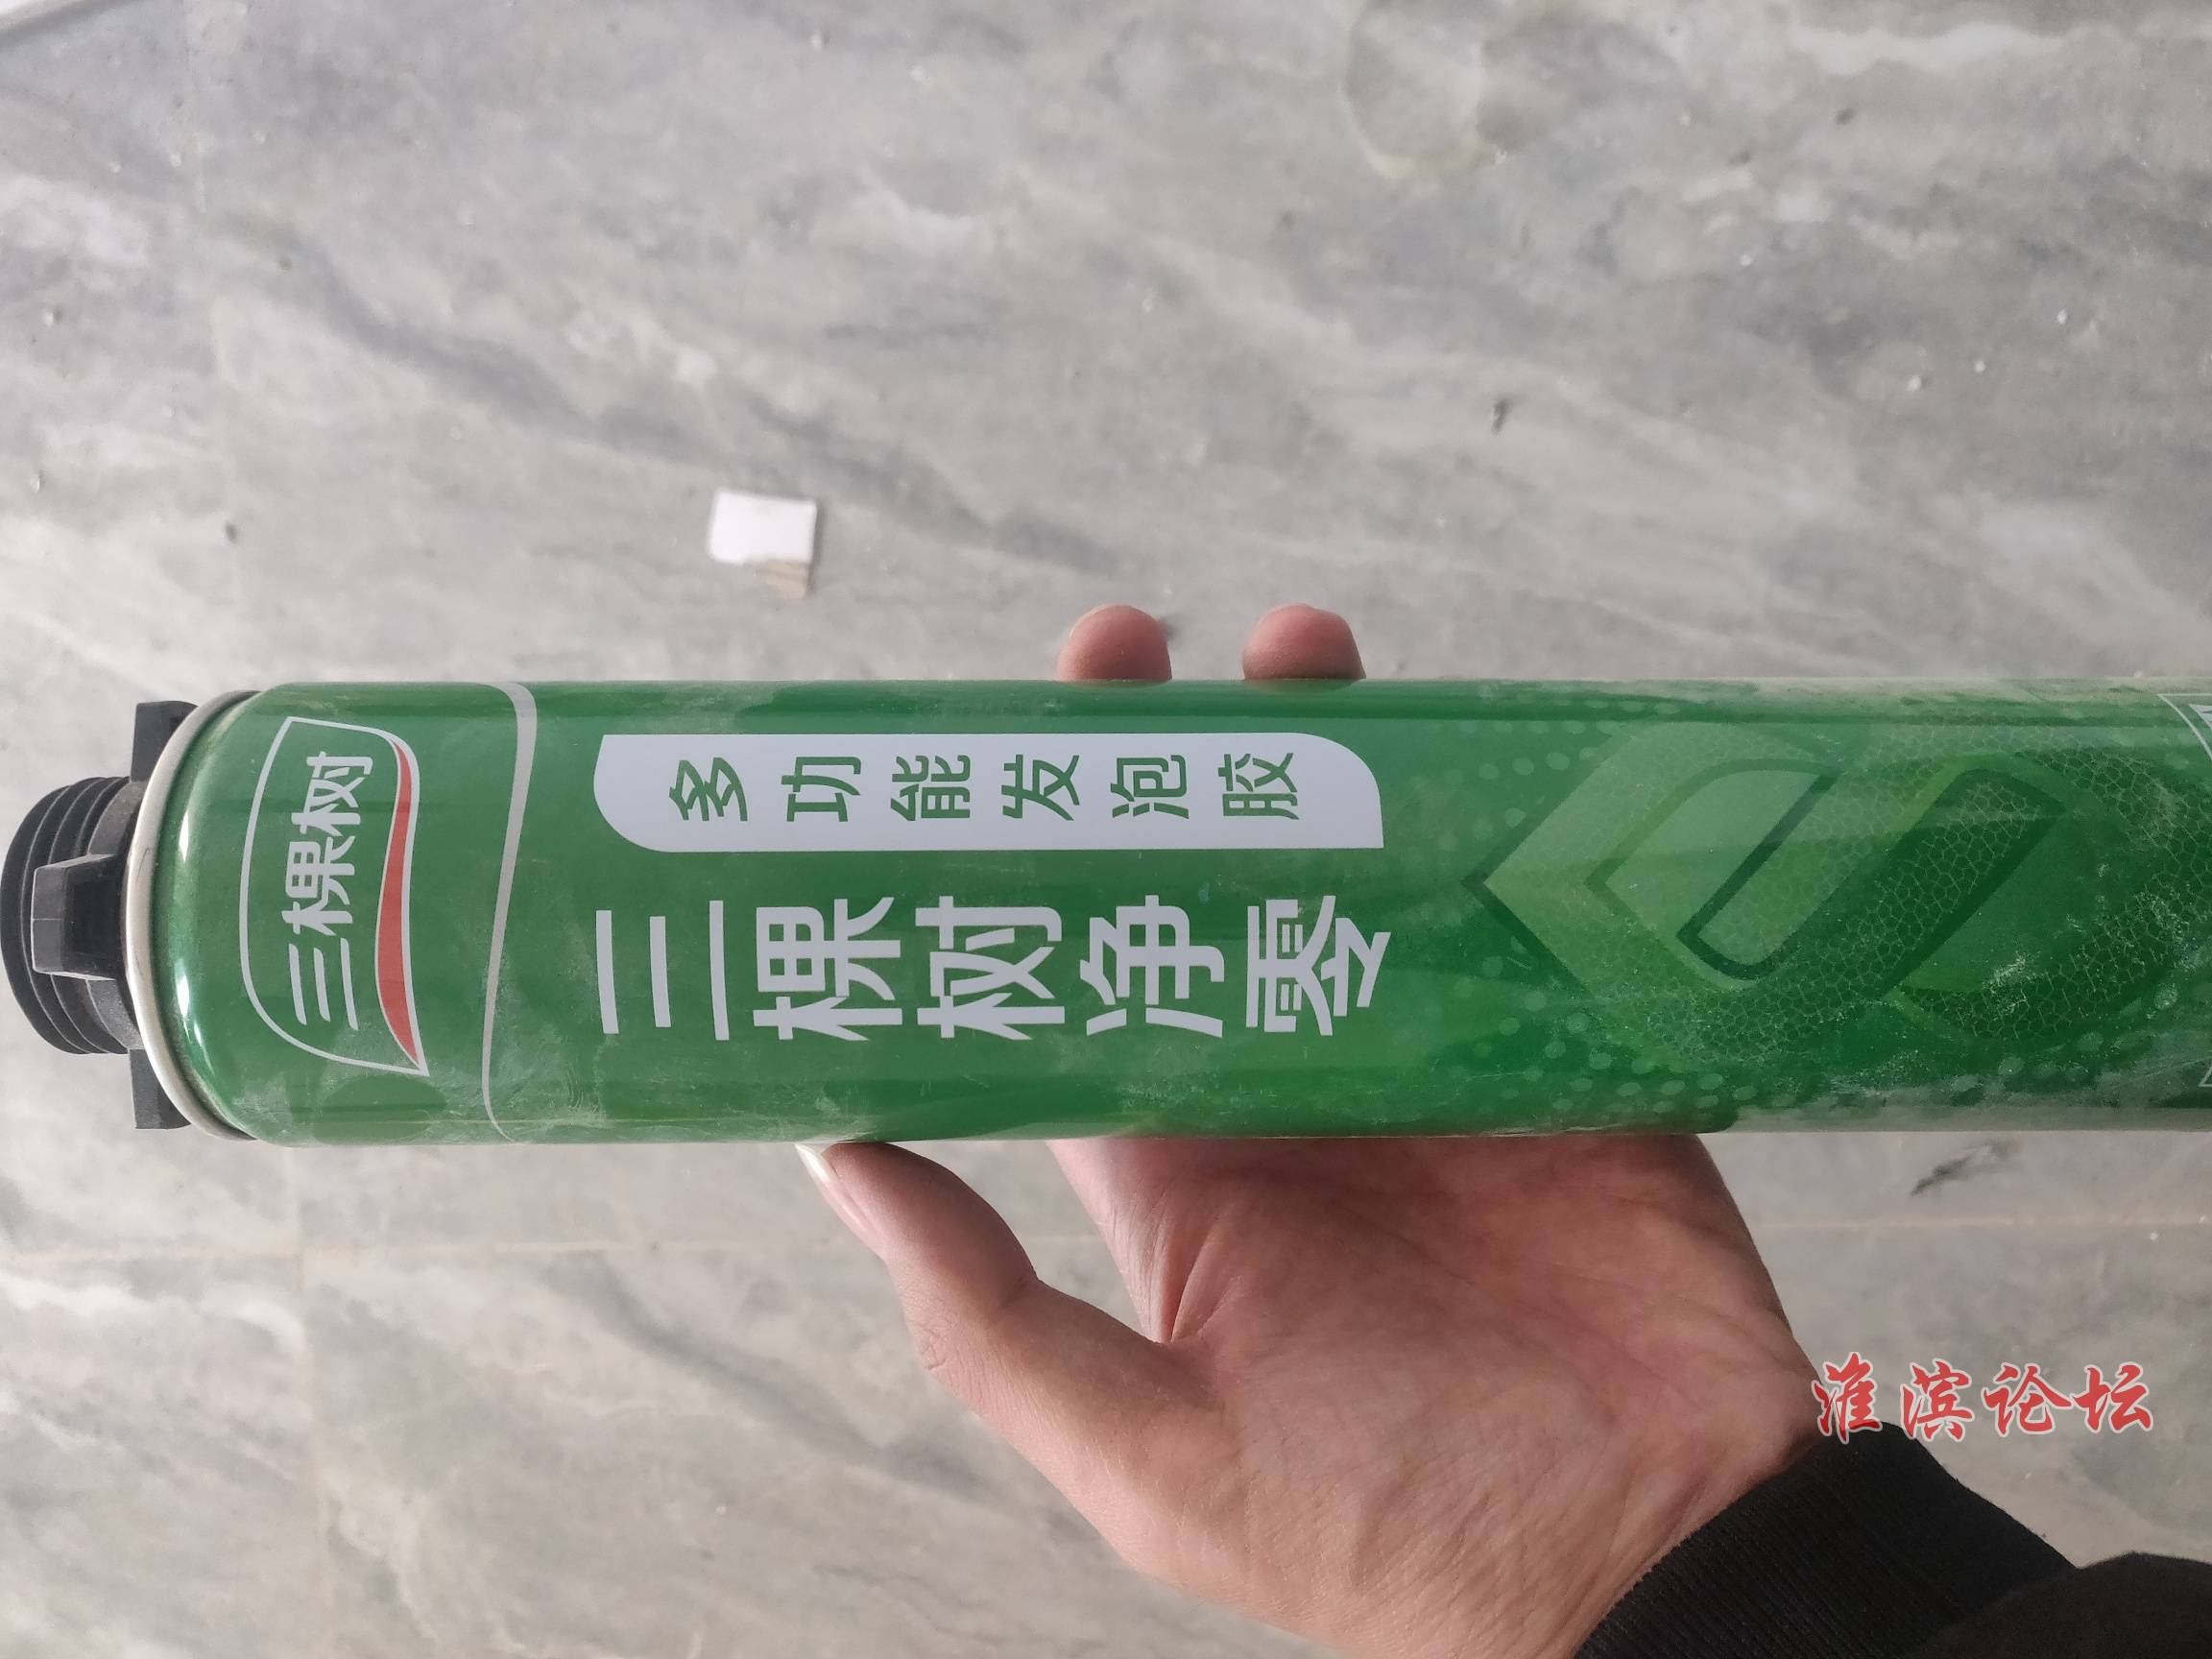 三棵树
多功能发泡胶
三棵树净零
淮滨论坛